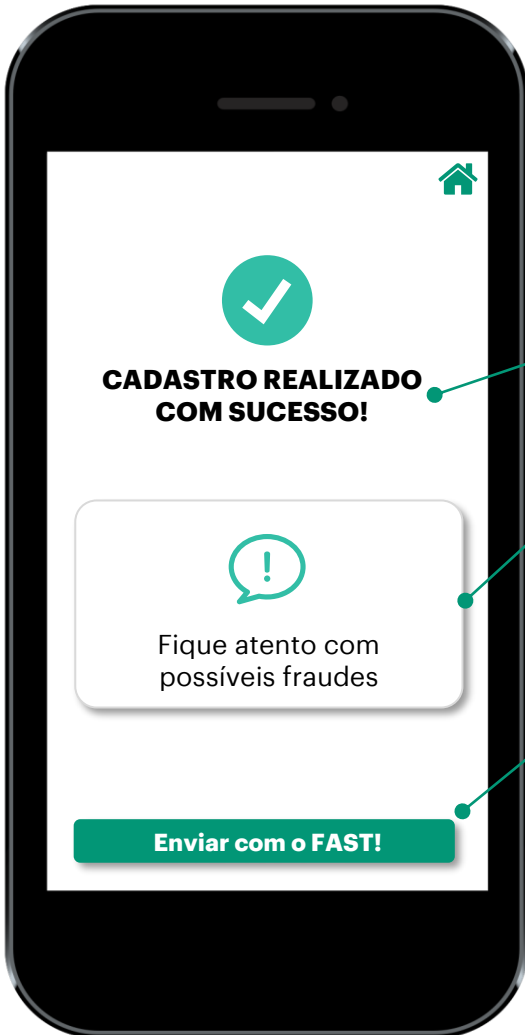 CADASTRO REALIZADO
COM SUCESSO!
!
Fique atento com
possíveis fraudes
Enviar com o FAST!